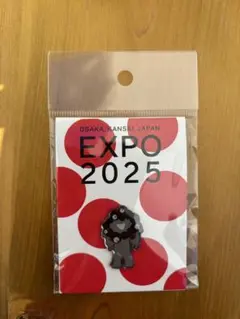 OSAKA, KANSAI, JAPAN
EXPO
2025